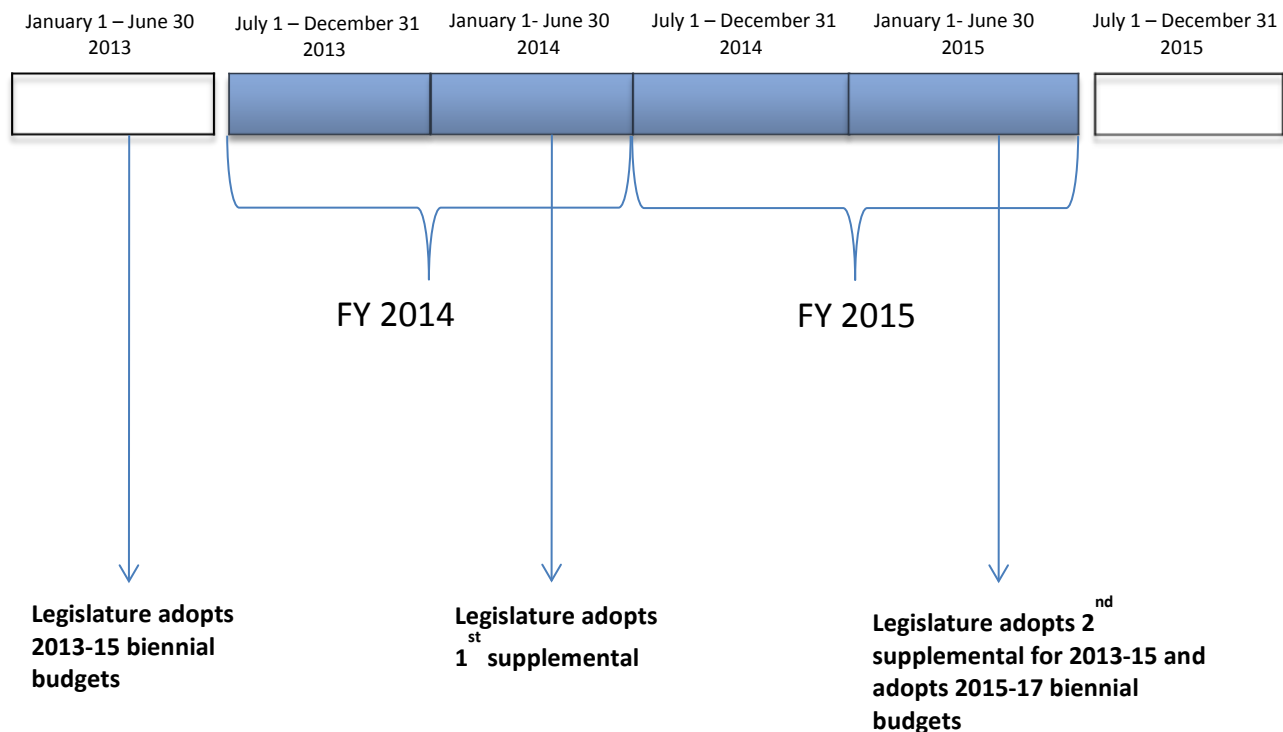 January 1 – June 30
2013
July 1 – December 31
2013
January 1- June 30
2014
July 1 – December 31
2014
January 1- June 30
2015
July 1 – December 31
2015
FY 2014
FY 2015
Legislature adopts
2013-15 biennial
budgets
Legislature adopts
1st supplemental
Legislature adopts 2nd
supplemental for 2013-15 and
adopts 2015-17 biennial
budgets